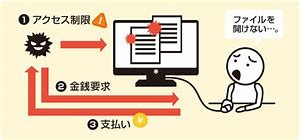 ❶ アクセス制限
ファイルを
開けない…。
❷ 金銭要求
❸ 支払い